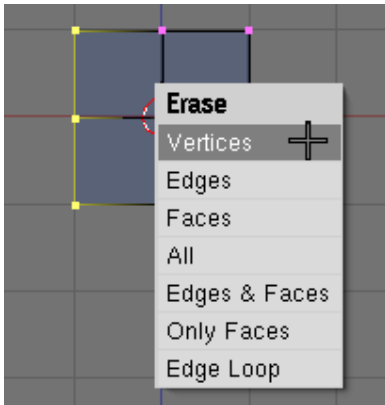 Erase
Vertices
Edges
Faces
All
Edges & Faces
Only Faces
Edge Loop